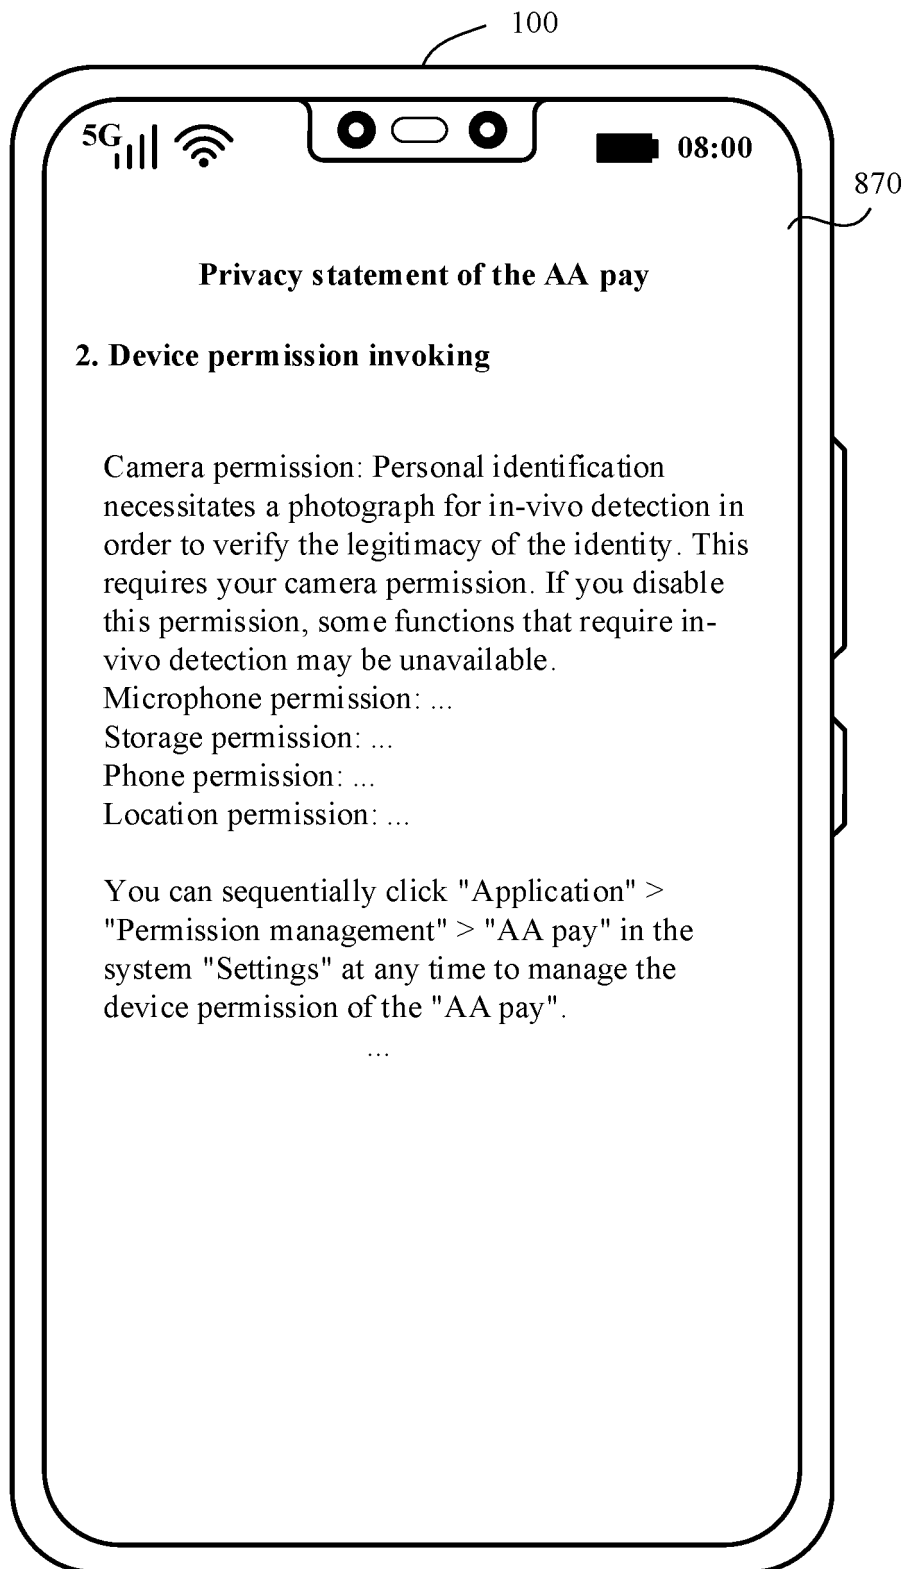 100
5G
08:00
870
Privacy statement of the AA pay
2. Device permission invoking
Camera permission: Personal identification
necessitates a photograph for in-vivo detection in
order to verify the legitimacy of the identity. This
requires your camera permission. If you disable
this permission, some functions that require in-
vivo detection may be unavailable.
Microphone permission: ...
Storage permission: ...
Phone permission: ...
Location permission: ...
You can sequentially click "Application" >
"Permission management" > "AA pay" in the
system "Settings" at any time to manage the
device permission of the "AA pay".
...